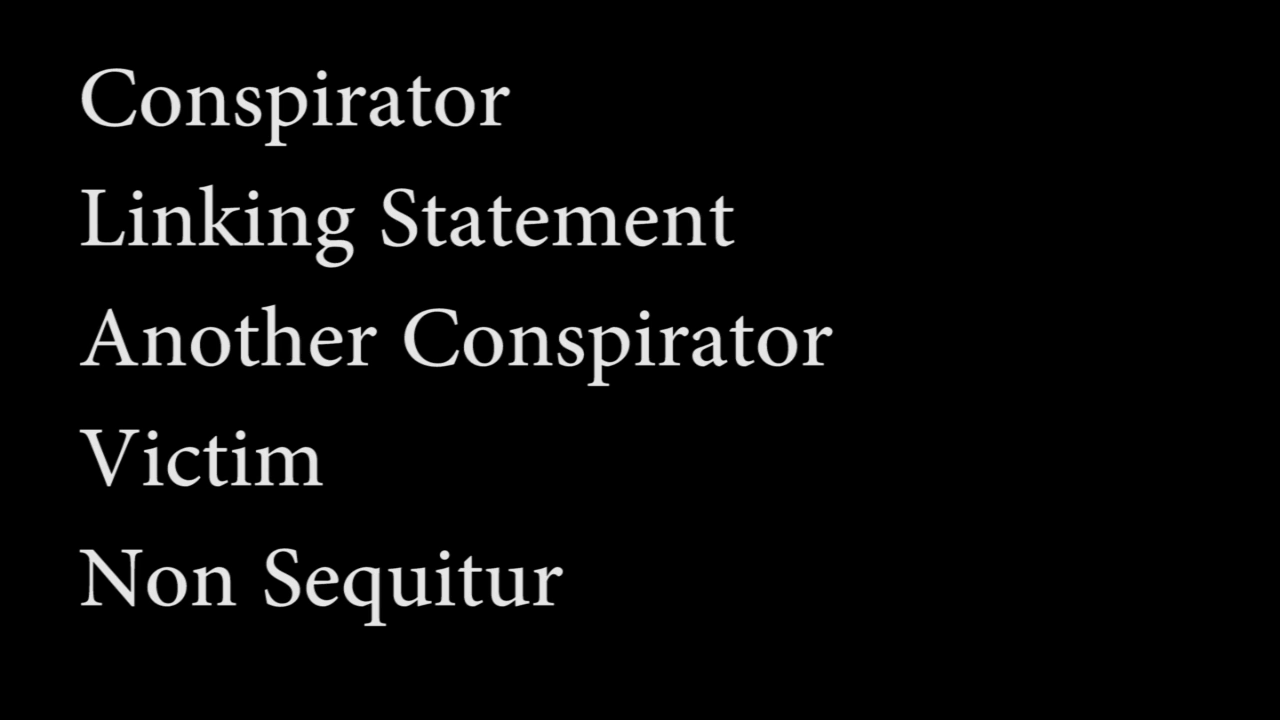 Conspirator
Linking Statement
Another Conspirator
Victim
Non Sequitur